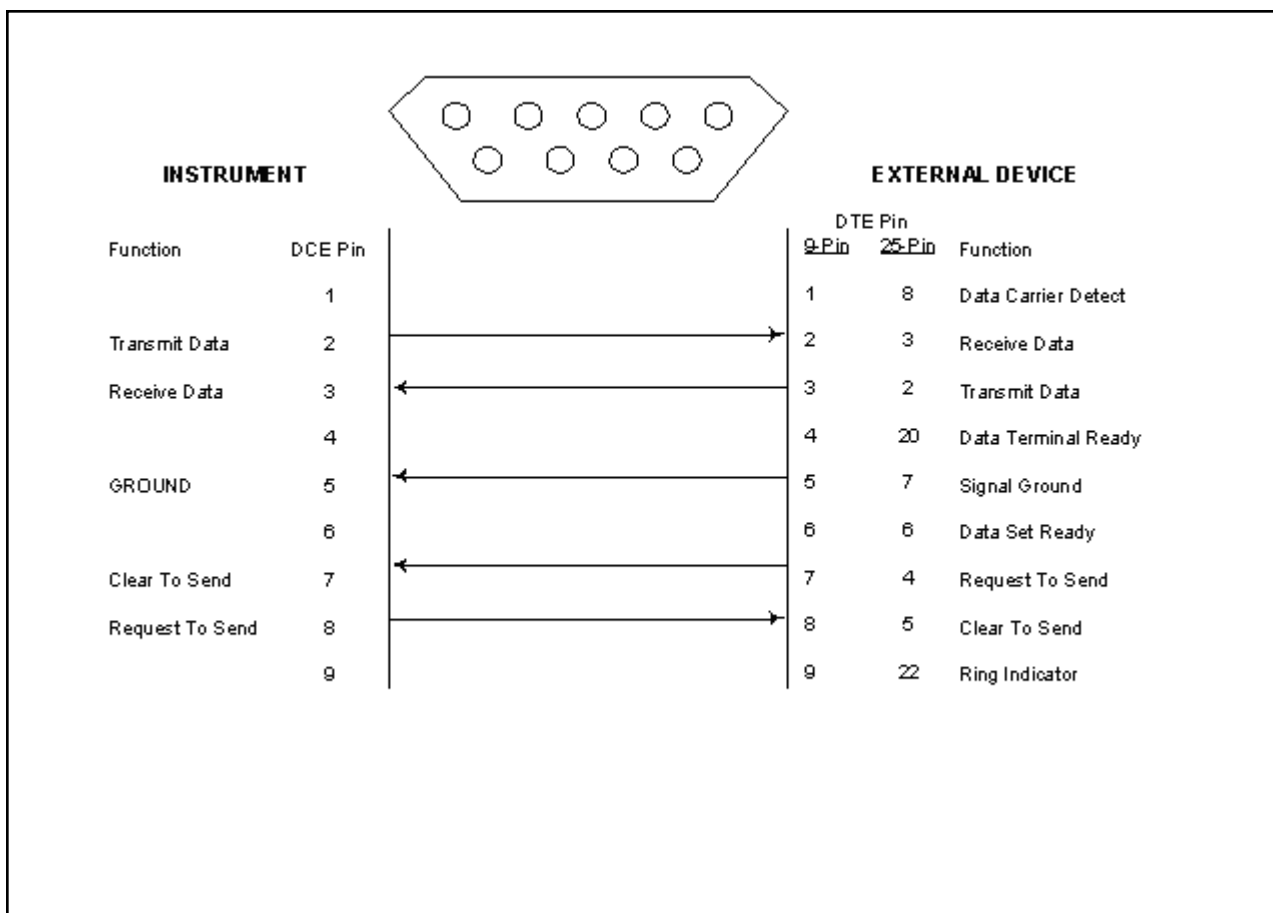 INSTRUMENT EXTERNAL DEVICE
DTE Pin
Function DCE Pin 9-Pin 25-Pin Function
1 1 8 Data Carrier Detect
Transmit Data 2 2 3 Receive Data
Receive Data 3 3 2 Transmit Data
4 4 20 Data Terminal Ready
GROUND 5 5 7 Signal Ground
6 6 6 Data Set Ready
Clear To Send 7 7 4 Request To Send
Request To Send 8 8 5 Clear To Send
9 9 22 Ring Indicator